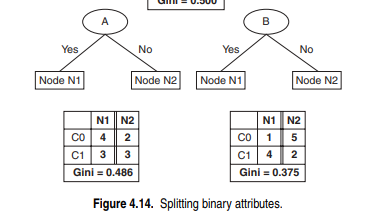 Gini = 0.500
A B
Yes No Yes No
Node N1 Node N2 Node N1 Node N2
N1 N2 N1 N2
C0 4 2 C0 1 5
C1 3 3 C1 4 2
Gini = 0.486 Gini = 0.375
Figure 4.14. Splitting binary attributes.